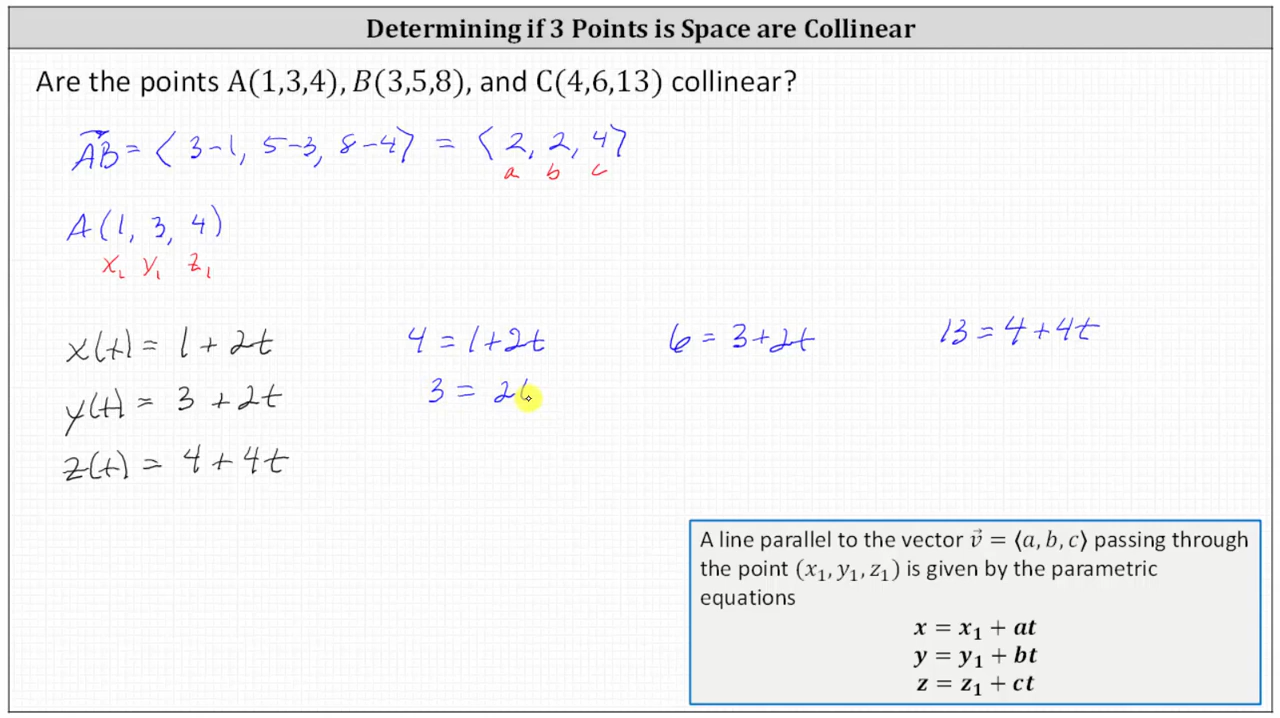 Determining if 3 Points is Space are Collinear
Are the points A(1,3,4), B(3,5,8), and C(4,6,13) collinear?
\vec{AB} = ⟨3-1, 5-3, 8-4⟩ = ⟨2, 2, 4⟩
a b c
A(1, 3, 4)
x₁ y₁ z₁
x(t) = 1 + 2t 4 = 1 + 2t 6 = 3 + 2t 13 = 4 + 4t
y(t) = 3 + 2t 3 = 2
z(t) = 4 + 4t
A line parallel to the vector \vec{v} = ⟨a, b, c⟩ passing through
the point (x₁, y₁, z₁) is given by the parametric
equations
x = x₁ + at
y = y₁ + bt
z = z₁ + ct